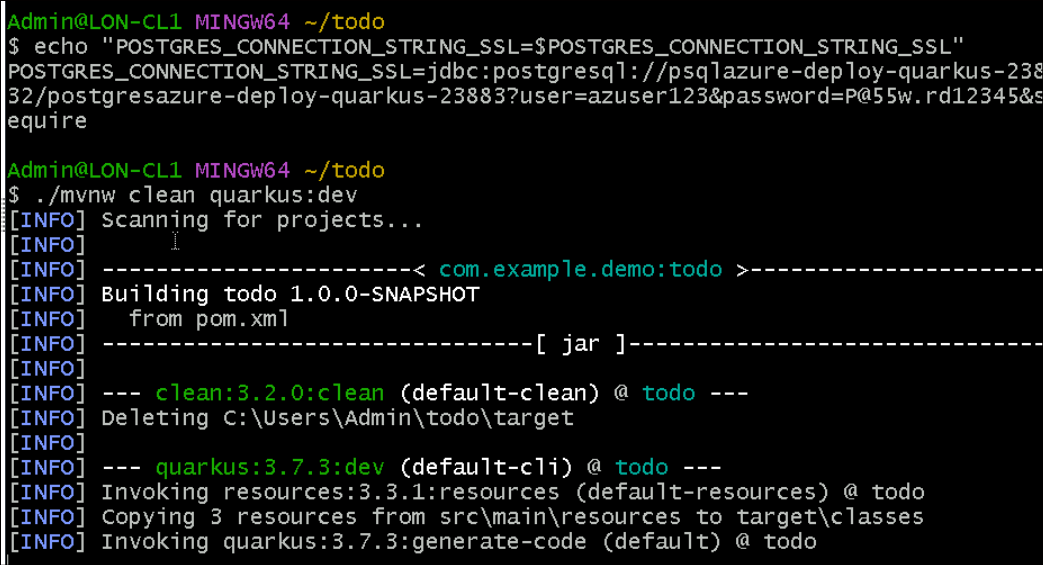 Admin@LON-CL1 MINGW64 ~/todo
$ echo "POSTGRES_CONNECTION_STRING_SSL=$POSTGRES_CONNECTION_STRING_SSL"
POSTGRES_CONNECTION_STRING_SSL=jdbc:postgresql://psqlazure-deploy-quarkus-238
32/postgresazure-deploy-quarkus-23883?user=azuser123&password=P@55w.rd12345&s
equire
Admin@LON-CL1 MINGW64 ~/todo
$ ./mvnw clean quarkus:dev
[INFO] Scanning for projects...
[INFO]
[INFO] -----------------------< com.example.demo:todo >----------------------
[INFO] Building todo 1.0.0-SNAPSHOT
[INFO]   from pom.xml
[INFO] --------------------------------[ jar ]-------------------------------
[INFO]
[INFO] --- clean:3.2.0:clean (default-clean) @ todo ---
[INFO] Deleting C:\Users\Admin\todo\target
[INFO]
[INFO] --- quarkus:3.7.3:dev (default-cli) @ todo ---
[INFO] Invoking resources:3.3.1:resources (default-resources) @ todo
[INFO] Copying 3 resources from src\main\resources to target\classes
[INFO] Invoking quarkus:3.7.3:generate-code (default) @ todo